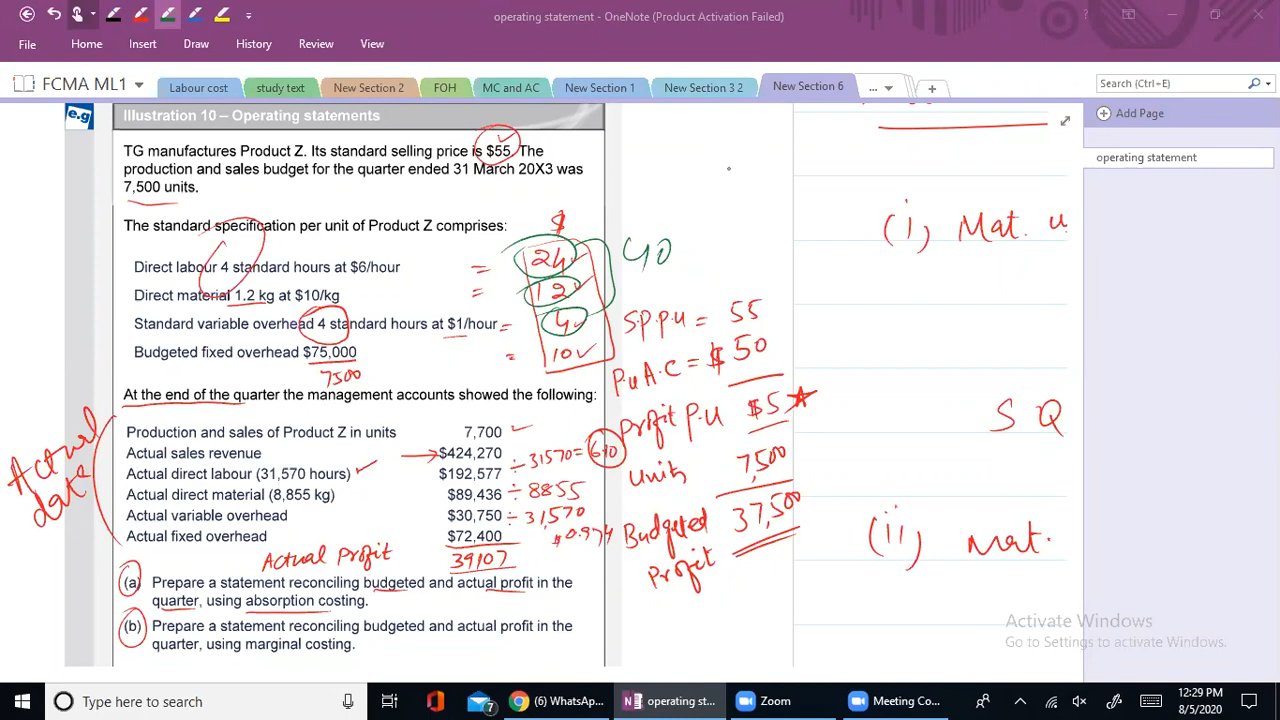 operating statement - OneNote (Product Activation Failed)
File Home Insert Draw History Review View
FCMA ML1
Labour cost study text New Section 2 FOH MC and AC New Section 1 New Section 3 2 New Section 6 ...
Search (Ctrl+E)
Add Page
operating statement
e.g
Illustration 10 – Operating statements
TG manufactures Product Z. Its standard selling price is $55. The
production and sales budget for the quarter ended 31 March 20X3 was
7,500 units.
The standard specification per unit of Product Z comprises:
$
Direct labour 4 standard hours at $6/hour = 24
40
Direct material 1.2 kg at $10/kg = 12
Standard variable overhead 4 standard hours at $1/hour = 4
Budgeted fixed overhead $75,000 = 10
7500
S.P.P.U = 55
P.U A.C = $50
Profit P.U $5
Units 7,500
Budgeted Profit 37,500
At the end of the quarter the management accounts showed the following:
Actual data
Production and sales of Product Z in units 7,700
Actual sales revenue $424,270
Actual direct labour (31,570 hours) $192,577 ÷ 31570 = 6.10
Actual direct material (8,855 kg) $89,436 ÷ 8855
Actual variable overhead $30,750 ÷ 31,570
$0.974
Actual fixed overhead $72,400
Actual Profit 39107
(a) Prepare a statement reconciling budgeted and actual profit in the
quarter, using absorption costing.
(b) Prepare a statement reconciling budgeted and actual profit in the
quarter, using marginal costing.
(i) Mat. u
S Q
(ii) Mat.
Activate Windows
Go to Settings to activate Windows.
Type here to search
7
(6) WhatsApp...
operating st...
Zoom
Meeting Co...
12:29 PM
8/5/2020